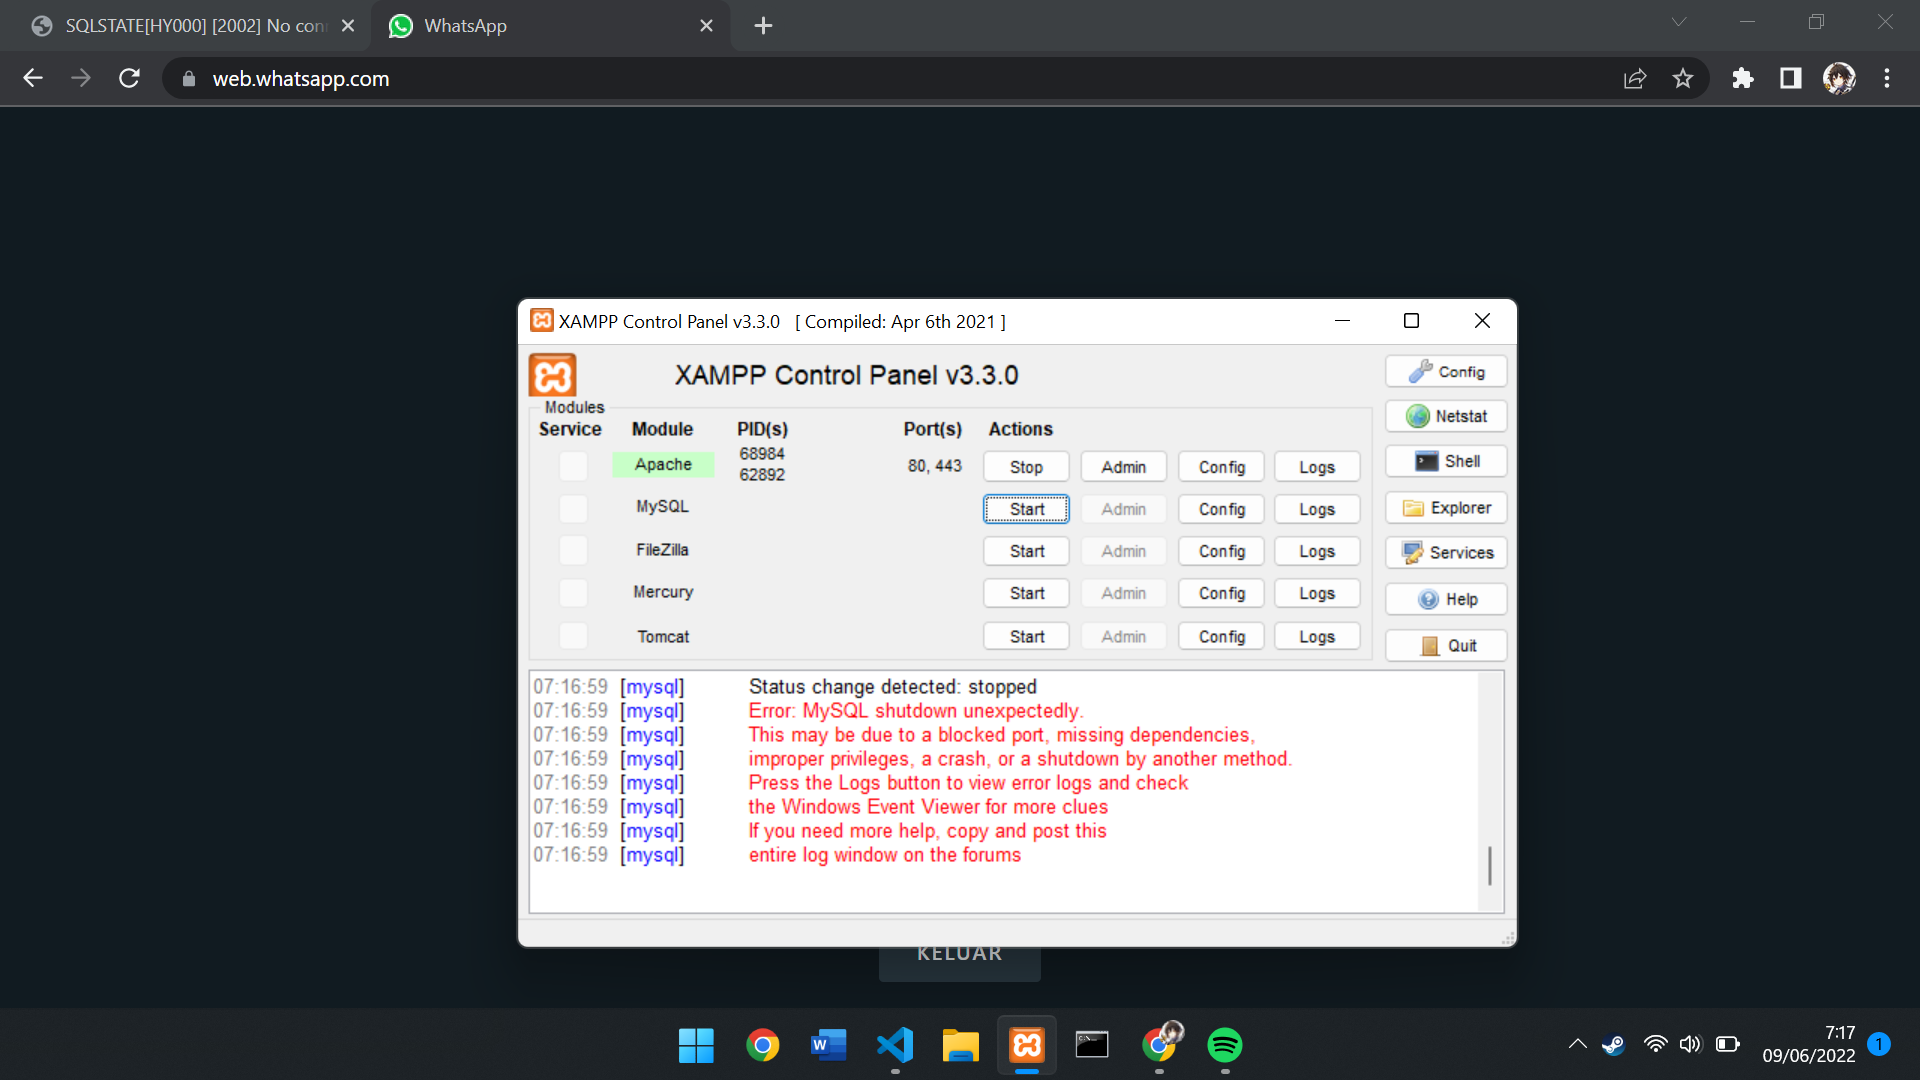 SQLSTATE[HY000] [2002] No con
WhatsApp
web.whatsapp.com
XAMPP Control Panel v3.3.0 [ Compiled: Apr 6th 2021 ]
XAMPP Control Panel v3.3.0
Config
Modules
Service Module PID(s) Port(s) Actions
Netstat
Apache 68984 62892 80, 443 Stop Admin Config Logs
Shell
MySQL Start Admin Config Logs
Explorer
FileZilla Start Admin Config Logs
Services
Mercury Start Admin Config Logs
Help
Tomcat Start Admin Config Logs
Quit
07:16:59 [mysql] Status change detected: stopped
07:16:59 [mysql] Error: MySQL shutdown unexpectedly.
07:16:59 [mysql] This may be due to a blocked port, missing dependencies,
07:16:59 [mysql] improper privileges, a crash, or a shutdown by another method.
07:16:59 [mysql] Press the Logs button to view error logs and check
07:16:59 [mysql] the Windows Event Viewer for more clues
07:16:59 [mysql] If you need more help, copy and post this
07:16:59 [mysql] entire log window on the forums
KELUAR
W
7:17
09/06/2022
1